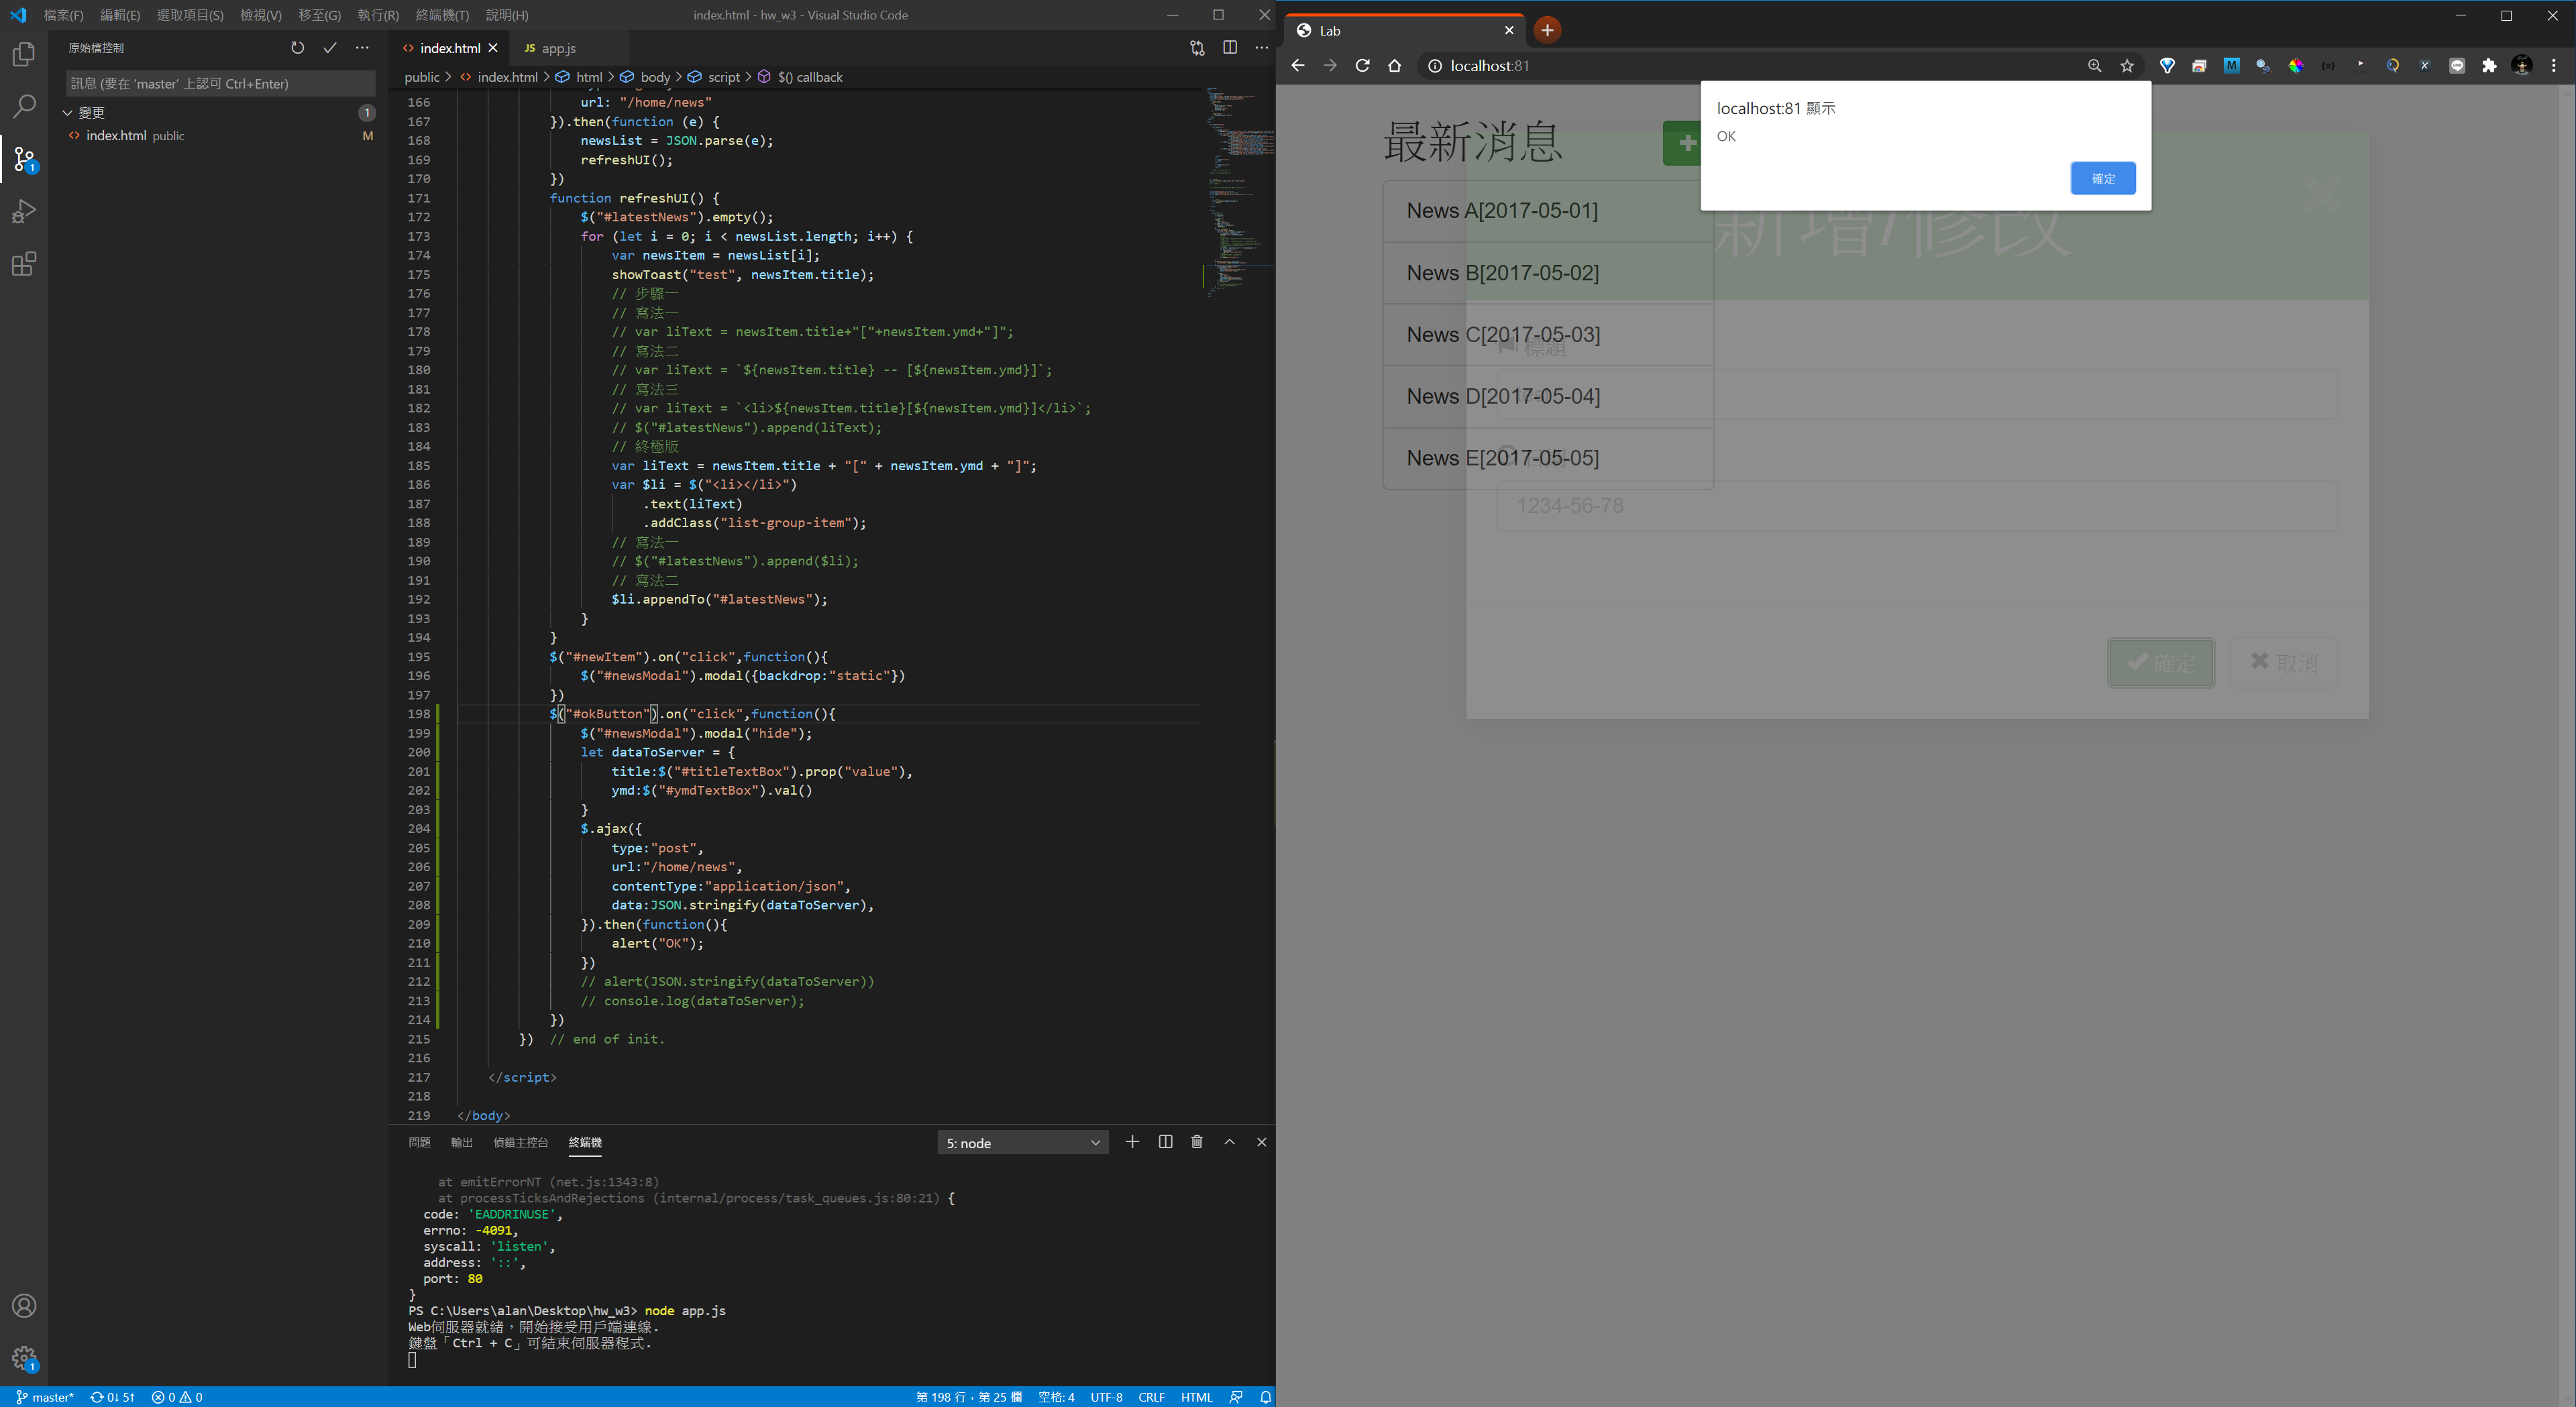 檔案(F) 編輯(E) 選取項目(S) 檢視(V) 移至(G) 執行(R) 終端機(T) 說明(H)
index.html - hw_w3 - Visual Studio Code
原始檔控制
訊息 (要在 ‘master’ 上認可 Ctrl+Enter)
變更 1
index.html public M
1
1
index.html
JS app.js
public > index.html > html > body > script > $() callback
166 url: "/home/news"
167 }).then(function (e) {
168 newsList = JSON.parse(e);
169 refreshUI();
170 })
171 function refreshUI() {
172 $("#latestNews").empty();
173 for (let i = 0; i < newsList.length; i++) {
174 var newsItem = newsList[i];
175 showToast("test", newsItem.title);
176 // 步驟一
177 // 寫法一
178 // var liText = newsItem.title+"["+newsItem.ymd+"]";
179 // 寫法二
180 // var liText = `${newsItem.title} -- [${newsItem.ymd}]`;
181 // 寫法三
182 // var liText = `<li>${newsItem.title}[${newsItem.ymd}]</li>`;
183 // $("#latestNews").append(liText);
184 // 終極版
185 var liText = newsItem.title + "[" + newsItem.ymd + "]";
186 var $li = $("<li></li>")
187 .text(liText)
188 .addClass("list-group-item");
189 // 寫法一
190 // $("#latestNews").append($li);
191 // 寫法二
192 $li.appendTo("#latestNews");
193 }
194 }
195 $("#newItem").on("click",function(){
196 $("#newsModal").modal({backdrop:"static"})
197 })
198 $("#okButton").on("click",function(){
199 $("#newsModal").modal("hide");
200 let dataToServer = {
201 title:$("#titleTextBox").prop("value"),
202 ymd:$("#ymdTextBox").val()
203 }
204 $.ajax({
205 type:"post",
206 url:"/home/news",
207 contentType:"application/json",
208 data:JSON.stringify(dataToServer),
209 }).then(function(){
210 alert("OK");
211 })
212 // alert(JSON.stringify(dataToServer))
213 // console.log(dataToServer);
214 })
215 }) // end of init.
216
217 </script>
218
219 </body>
問題 輸出 偵錯主控台 終端機
5: node
at emitErrorNT (net.js:1343:8)
at processTicksAndRejections (internal/process/task_queues.js:80:21) {
code: 'EADDRINUSE',
errno: -4091,
syscall: 'listen',
address: '::',
port: 80
}
PS C:\Users\alan\Desktop\hw_w3> node app.js
Web伺服器就緒，開始接受用戶端連線.
鍵盤「Ctrl + C」可結束伺服器程式.
master* 0↓ 5↑ 0 0
第 198 行，第 25 欄 空格: 4 UTF-8 CRLF HTML
Lab
localhost:81
localhost:81 顯示
OK
確定
最新消息
新增/修改
News A[2017-05-01]
News B[2017-05-02]
News C[2017-05-03]
標題
News D[2017-05-04]
News E[2017-05-05]
1234-56-78
確定
取消